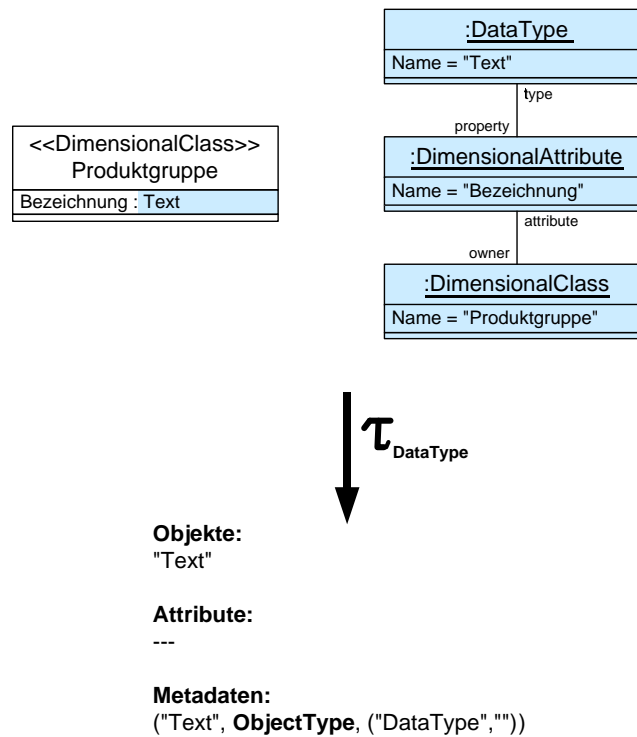 :DataType
Name = "Text"
type
property
<<DimensionalClass>>
Produktgruppe
Bezeichnung : Text
:DimensionalAttribute
Name = "Bezeichnung"
attribute
owner
:DimensionalClass
Name = "Produktgruppe"
τ DataType
Objekte:
"Text"
Attribute:
---
Metadaten:
("Text", ObjectType, ("DataType",""))